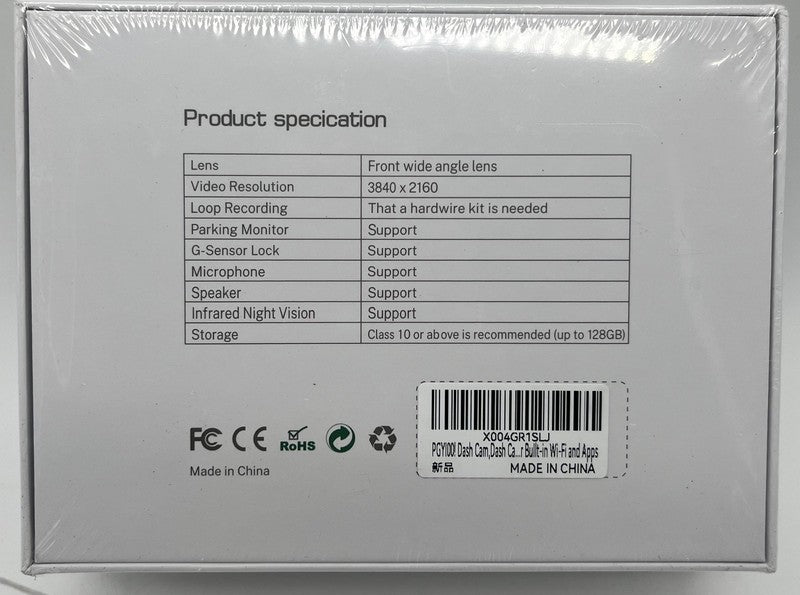 Product specication
Lens Front wide angle lens
Video Resolution 3840 x 2160
Loop Recording That a hardwire kit is needed
Parking Monitor Support
G-Sensor Lock Support
Microphone Support
Speaker Support
Infrared Night Vision Support
Storage Class 10 or above is recommended (up to 128GB)
FC CE RoHS
Made in China
X004GR1SLJ
Dash Cam,Dash Ca...r Built-in Wi-Fi and Apps
新品 MADE IN CHINA